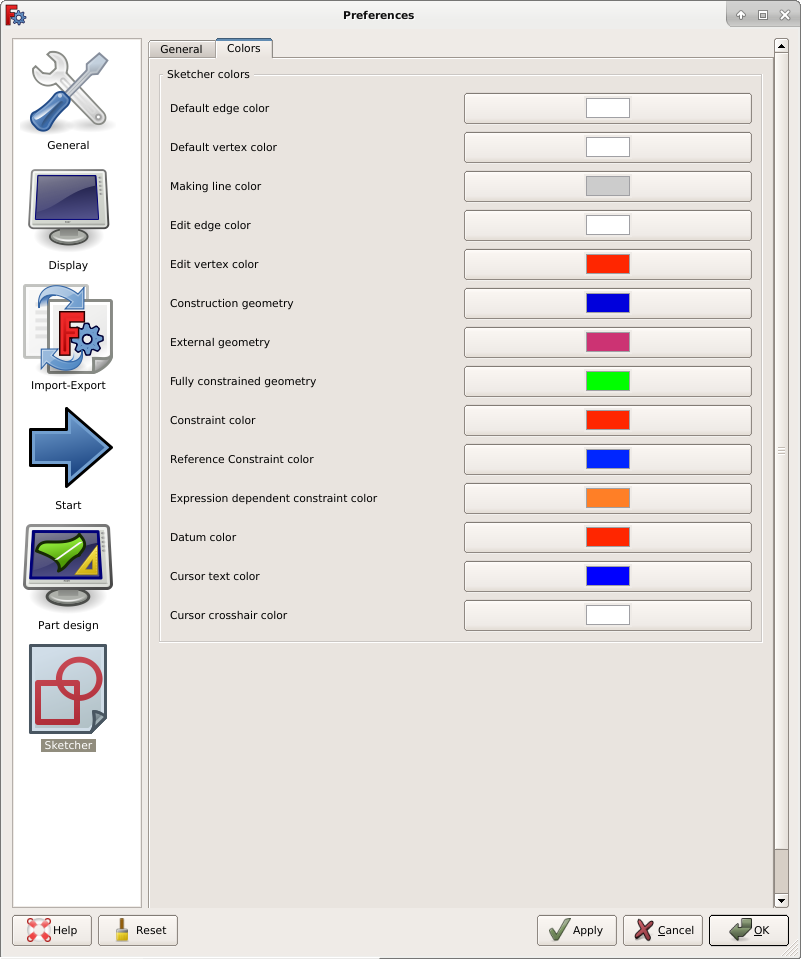 Preferences
General
Colors
Sketcher colors
Default edge color
Default vertex color
Making line color
Edit edge color
Edit vertex color
Construction geometry
External geometry
Fully constrained geometry
Constraint color
Reference Constraint color
Expression dependent constraint color
Datum color
Cursor text color
Cursor crosshair color
General
Display
Import-Export
Start
Part design
Sketcher
Help
Reset
Apply
Cancel
OK